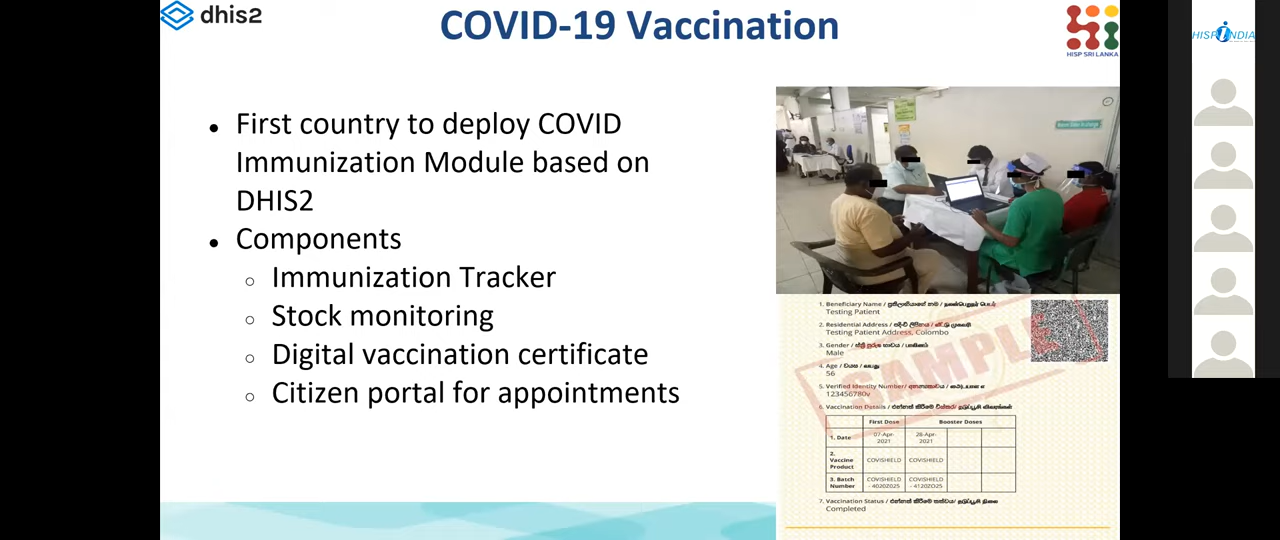 dhis2
COVID-19 Vaccination
HISP SRI LANKA
HISP INDIA
First country to deploy COVID
Immunization Module based on
DHIS2
Components
Immunization Tracker
Stock monitoring
Digital vaccination certificate
Citizen portal for appointments
1. Beneficiary Name /
Testing Patient
2. Residential Address /
Testing Patient Address, Colombo
3. Gender /
Male
4. Age / වයස / வயது
56
5. Verified Identity Number/
123456780v
6. Vaccination Details /
First Dose Booster Doses
1. Date 07-Apr-2021 28-Apr-2021
2. Vaccine Product COVISHIELD COVISHIELD
3. Batch Number COVISHIELD - 4020Z025 COVISHIELD - 4120Z025
7. Vaccination Status /
Completed
SAMPLE